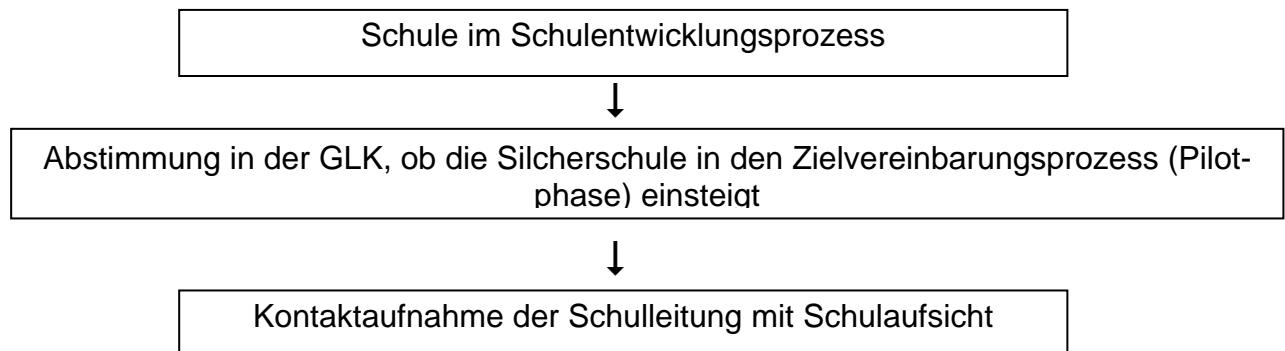 Schule im Schulentwicklungsprozess
Abstimmung in der GLK, ob die Silcherschule in den Zielvereinbarungsprozess (Pilot-
phase) einsteigt
Kontaktaufnahme der Schulleitung mit Schulaufsicht